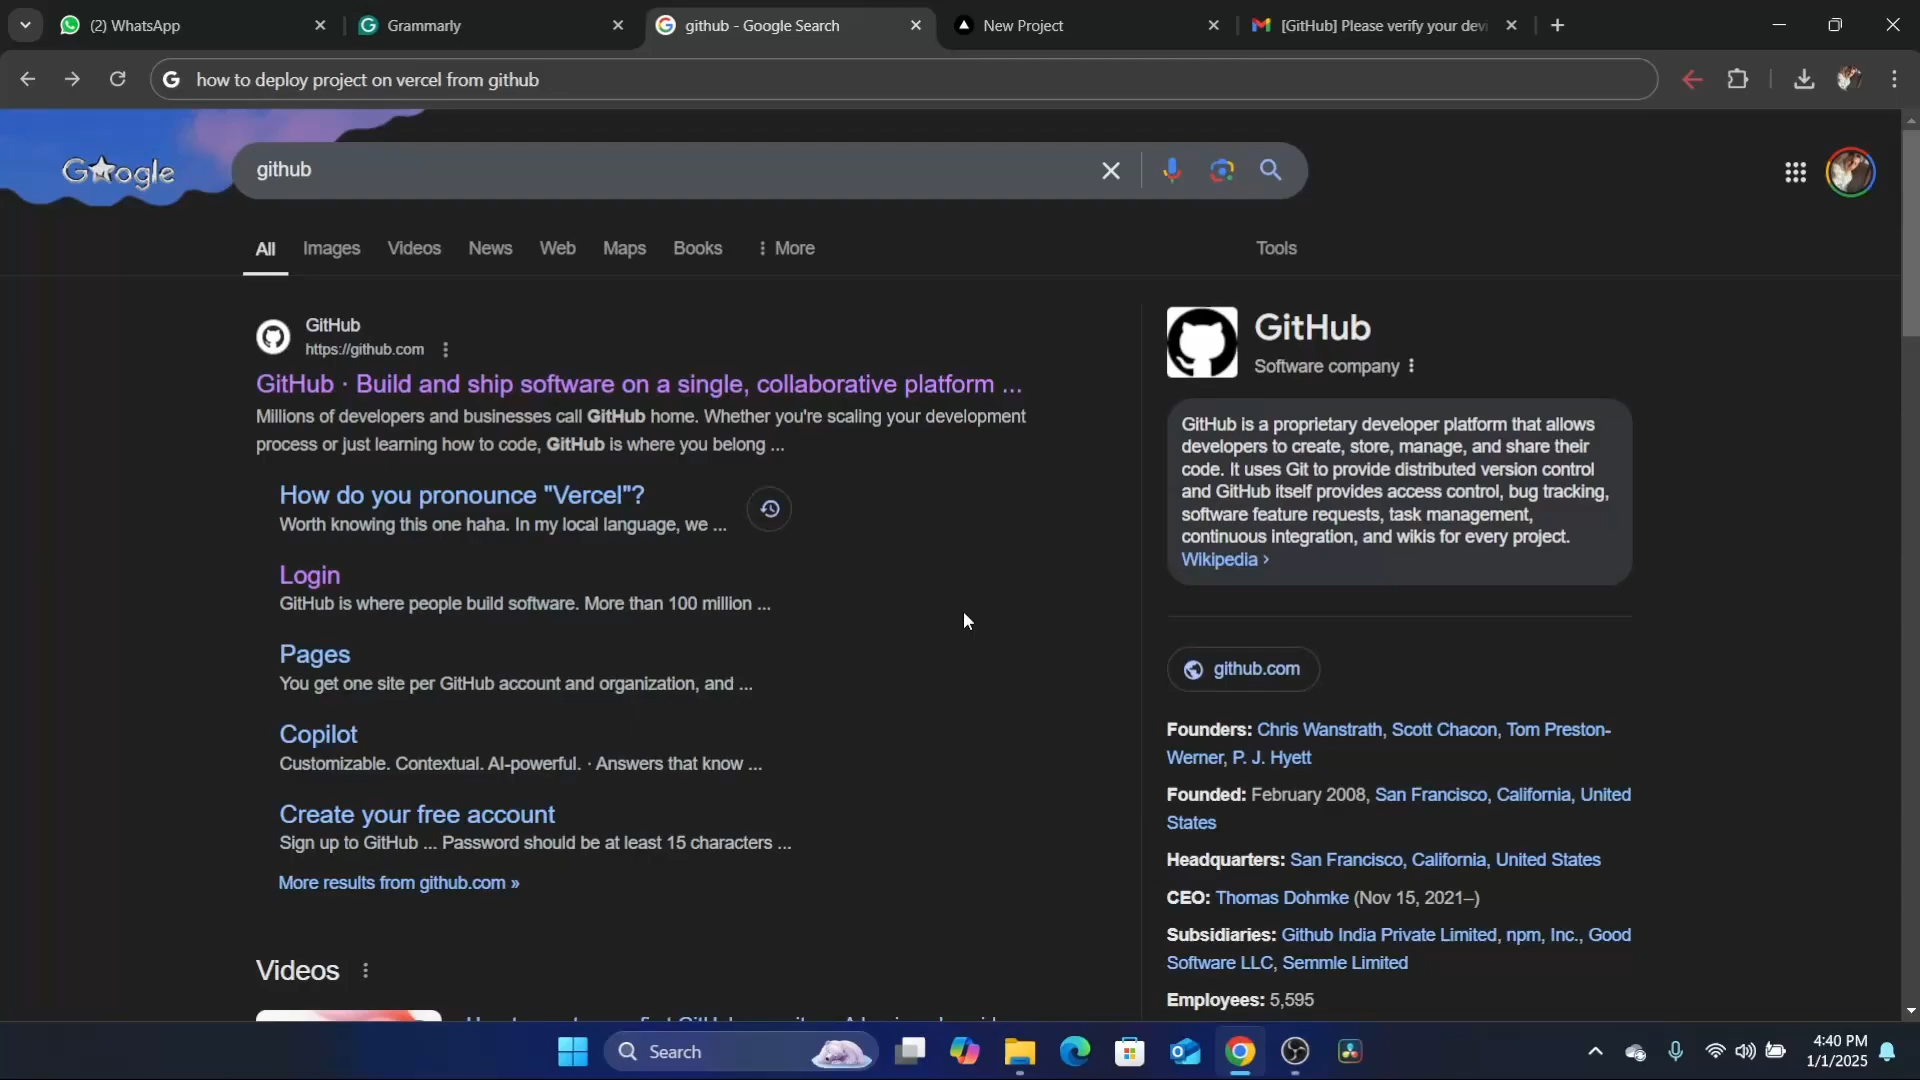 (2) WhatsApp
Grammarly
github - Google Search
New Project
[GitHub] Please verify your devi
how to deploy project on vercel from github
Google
github
All
Images
Videos
News
Web
Maps
Books
More
Tools
GitHub
https://github.com
GitHub · Build and ship software on a single, collaborative platform ...
Millions of developers and businesses call GitHub home. Whether you're scaling your development
process or just learning how to code, GitHub is where you belong ...
How do you pronounce "Vercel"?
Worth knowing this one haha. In my local language, we ...
Login
GitHub is where people build software. More than 100 million ...
Pages
You get one site per GitHub account and organization, and ...
Copilot
Customizable. Contextual. AI-powerful. · Answers that know ...
Create your free account
Sign up to GitHub ... Password should be at least 15 characters ...
More results from github.com »
Videos
GitHub
Software company
GitHub is a proprietary developer platform that allows
developers to create, store, manage, and share their
code. It uses Git to provide distributed version control
and GitHub itself provides access control, bug tracking,
software feature requests, task management,
continuous integration, and wikis for every project.
Wikipedia ›
github.com
Founders: Chris Wanstrath, Scott Chacon, Tom Preston-
Werner, P. J. Hyett
Founded: February 2008, San Francisco, California, United
States
Headquarters: San Francisco, California, United States
CEO: Thomas Dohmke (Nov 15, 2021–)
Subsidiaries: Github India Private Limited, npm, Inc., Good
Software LLC, Semmle Limited
Employees: 5,595
Search
4:40 PM
1/1/2025